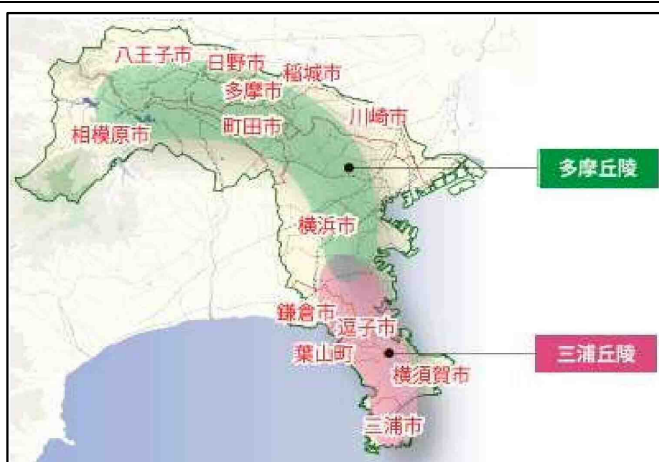 八王子市
日野市
稲城市
多摩市
川崎市
相模原市
町田市
多摩丘陵
横浜市
鎌倉市
逗子市
葉山町
三浦丘陵
横須賀市
三浦市